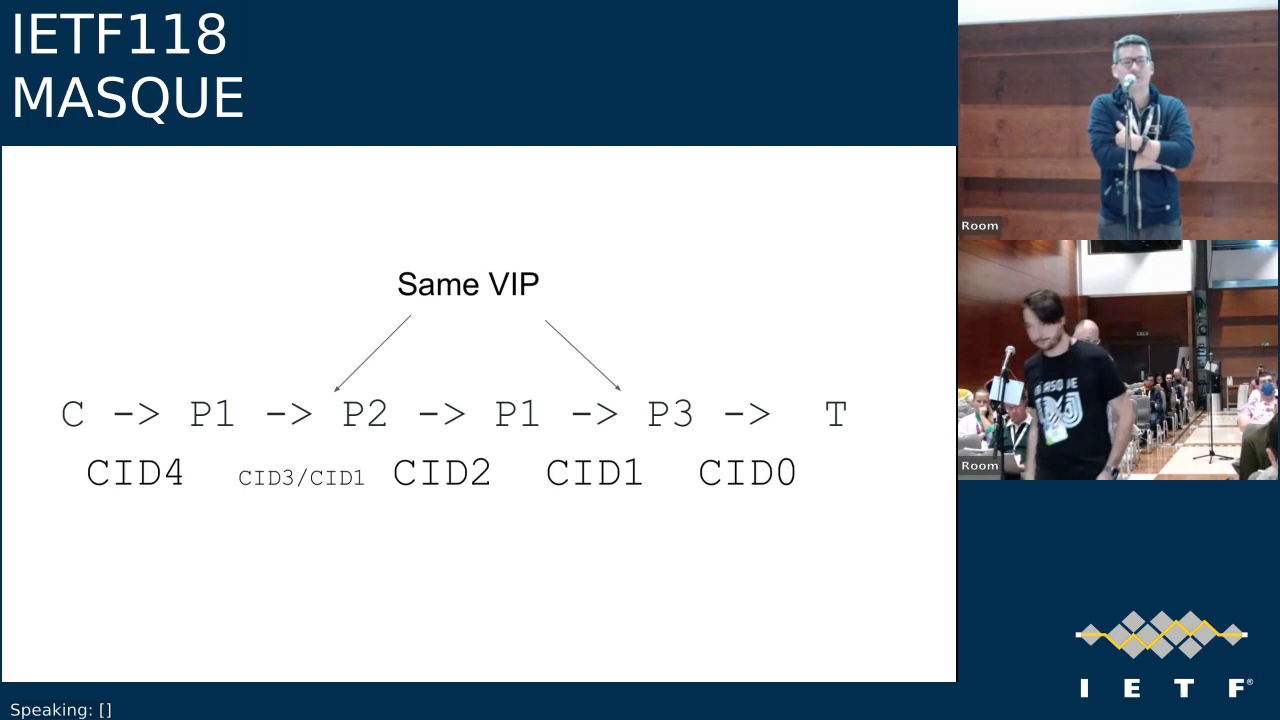 IETF118
MASQUE
Same VIP
C -> P1 -> P2 -> P1 -> P3 -> T
CID4 CID3/CID1 CID2 CID1 CID0
Room
Room
I E T F®
Speaking: []